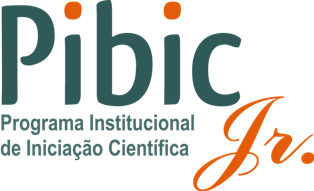 Pibic
Programa Institucional
de Iniciação Científica
Jr.